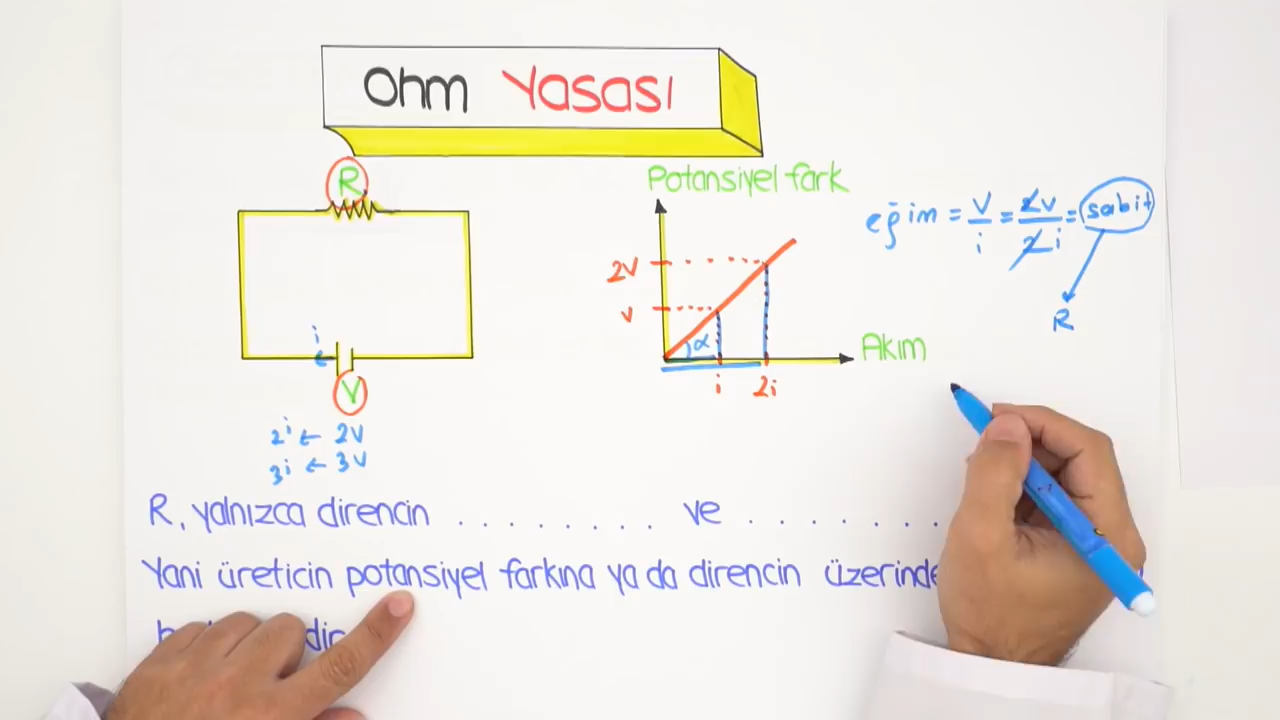 Ohm Yasası
R
Potansiyel fark
eğim = V/i = 2V/2i = sabit
R
2V
V
α
Akım
i
2i
i
V
2i ← 2V
3i ← 3V
R, yalnızca direncin . . . . . . . . ve . . . . . . .
Yani üreticin potansiyel farkına ya da direncin